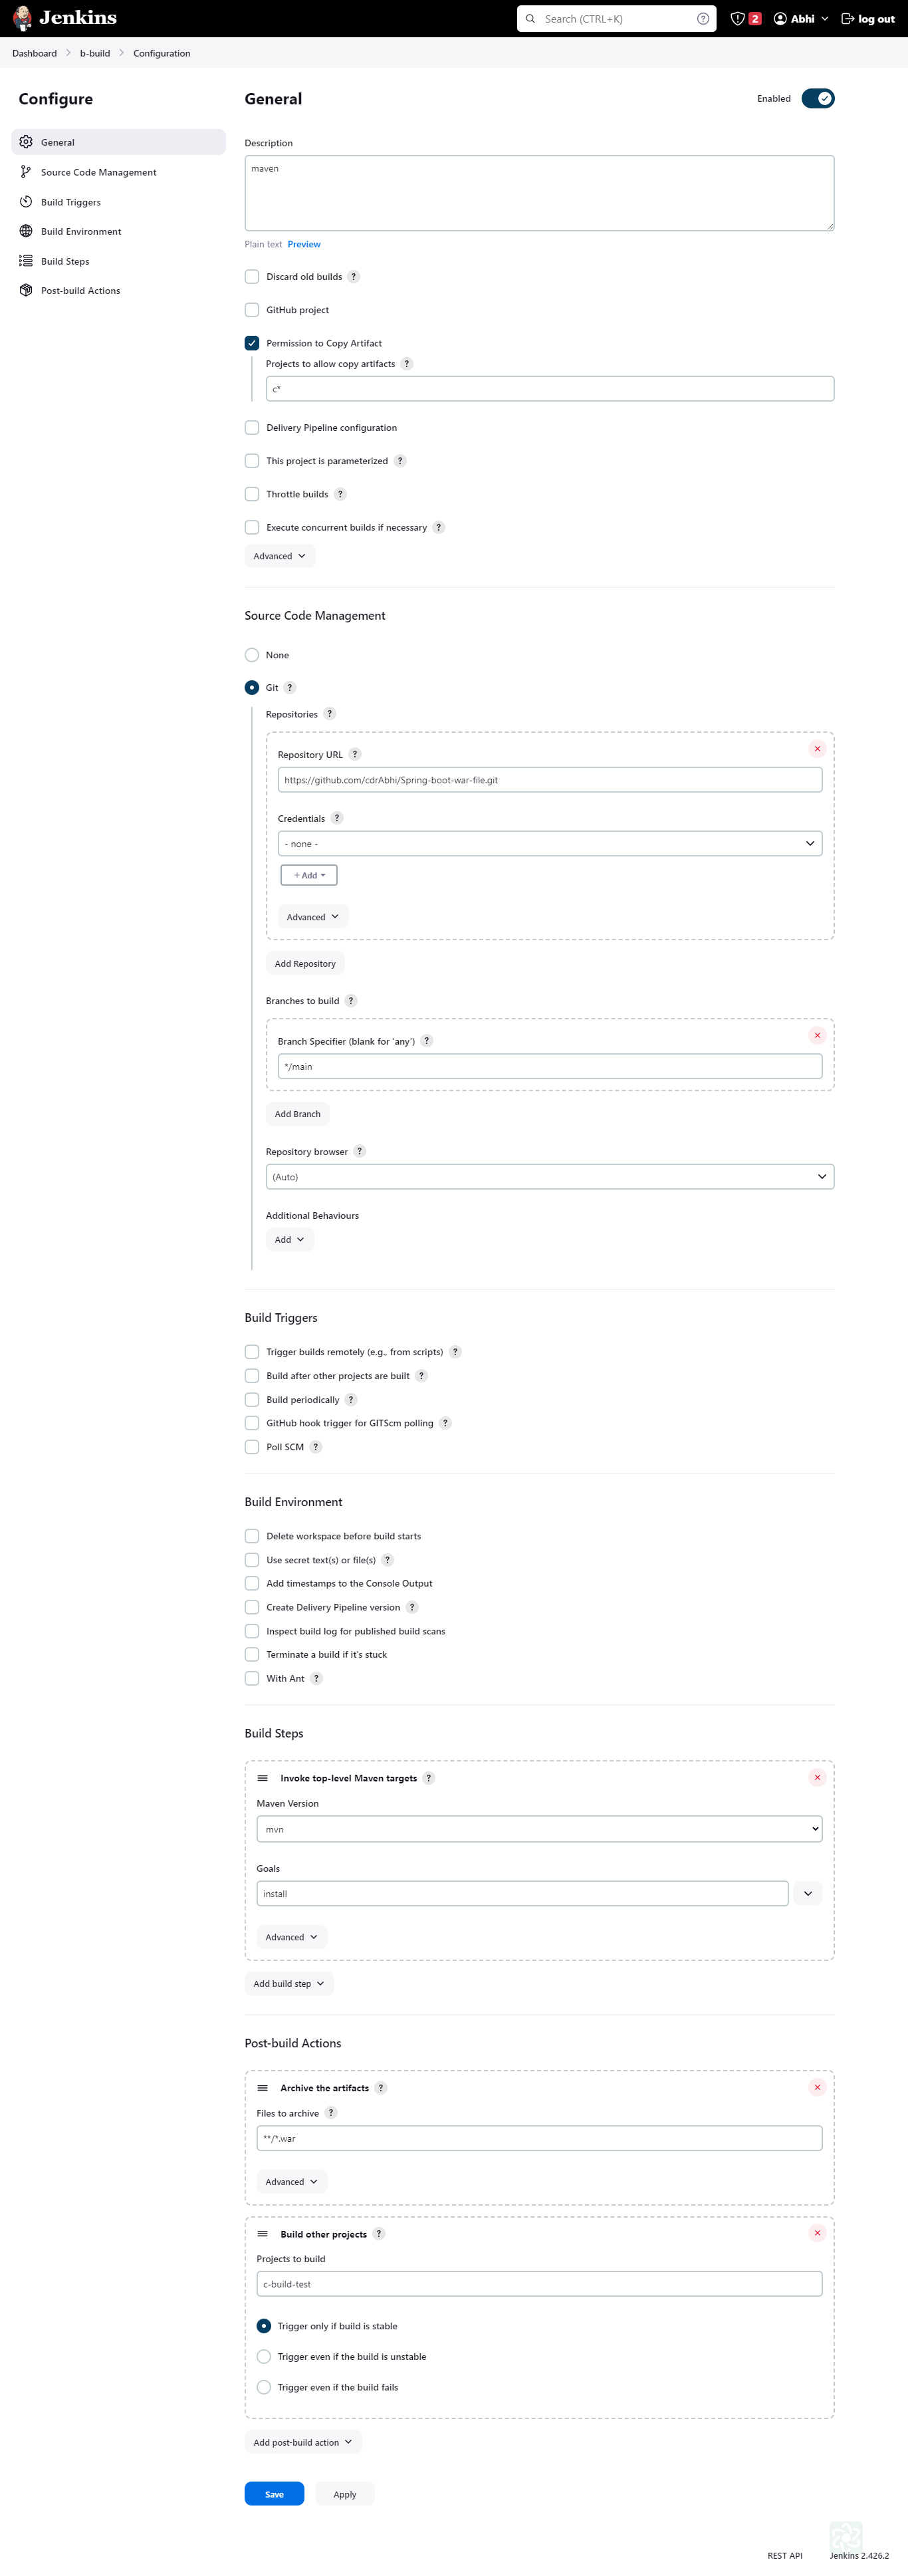 Jenkins
Search (CTRL+K)
?
2
Abhi
log out
Dashboard
b-build
Configuration
Configure
General
Source Code Management
Build Triggers
Build Environment
Build Steps
Post-build Actions
General
Enabled
Description
maven
Plain text Preview
Discard old builds ?
GitHub project
Permission to Copy Artifact
Projects to allow copy artifacts ?
c*
Delivery Pipeline configuration
This project is parameterized ?
Throttle builds ?
Execute concurrent builds if necessary ?
Advanced
Source Code Management
None
Git ?
Repositories ?
Repository URL ?
https://github.com/cdrAbhi/Spring-boot-war-file.git
Credentials ?
- none -
+ Add
Advanced
Add Repository
Branches to build ?
Branch Specifier (blank for 'any') ?
*/main
Add Branch
Repository browser ?
(Auto)
Additional Behaviours
Add
Build Triggers
Trigger builds remotely (e.g., from scripts) ?
Build after other projects are built ?
Build periodically ?
GitHub hook trigger for GITScm polling ?
Poll SCM ?
Build Environment
Delete workspace before build starts
Use secret text(s) or file(s) ?
Add timestamps to the Console Output
Create Delivery Pipeline version ?
Inspect build log for published build scans
Terminate a build if it's stuck
With Ant ?
Build Steps
Invoke top-level Maven targets ?
Maven Version
mvn
Goals
install
Advanced
Add build step
Post-build Actions
Archive the artifacts ?
Files to archive ?
**/*.war
Advanced
Build other projects ?
Projects to build
c-build-test
Trigger only if build is stable
Trigger even if the build is unstable
Trigger even if the build fails
Add post-build action
Save
Apply
REST API
Jenkins 2.426.2